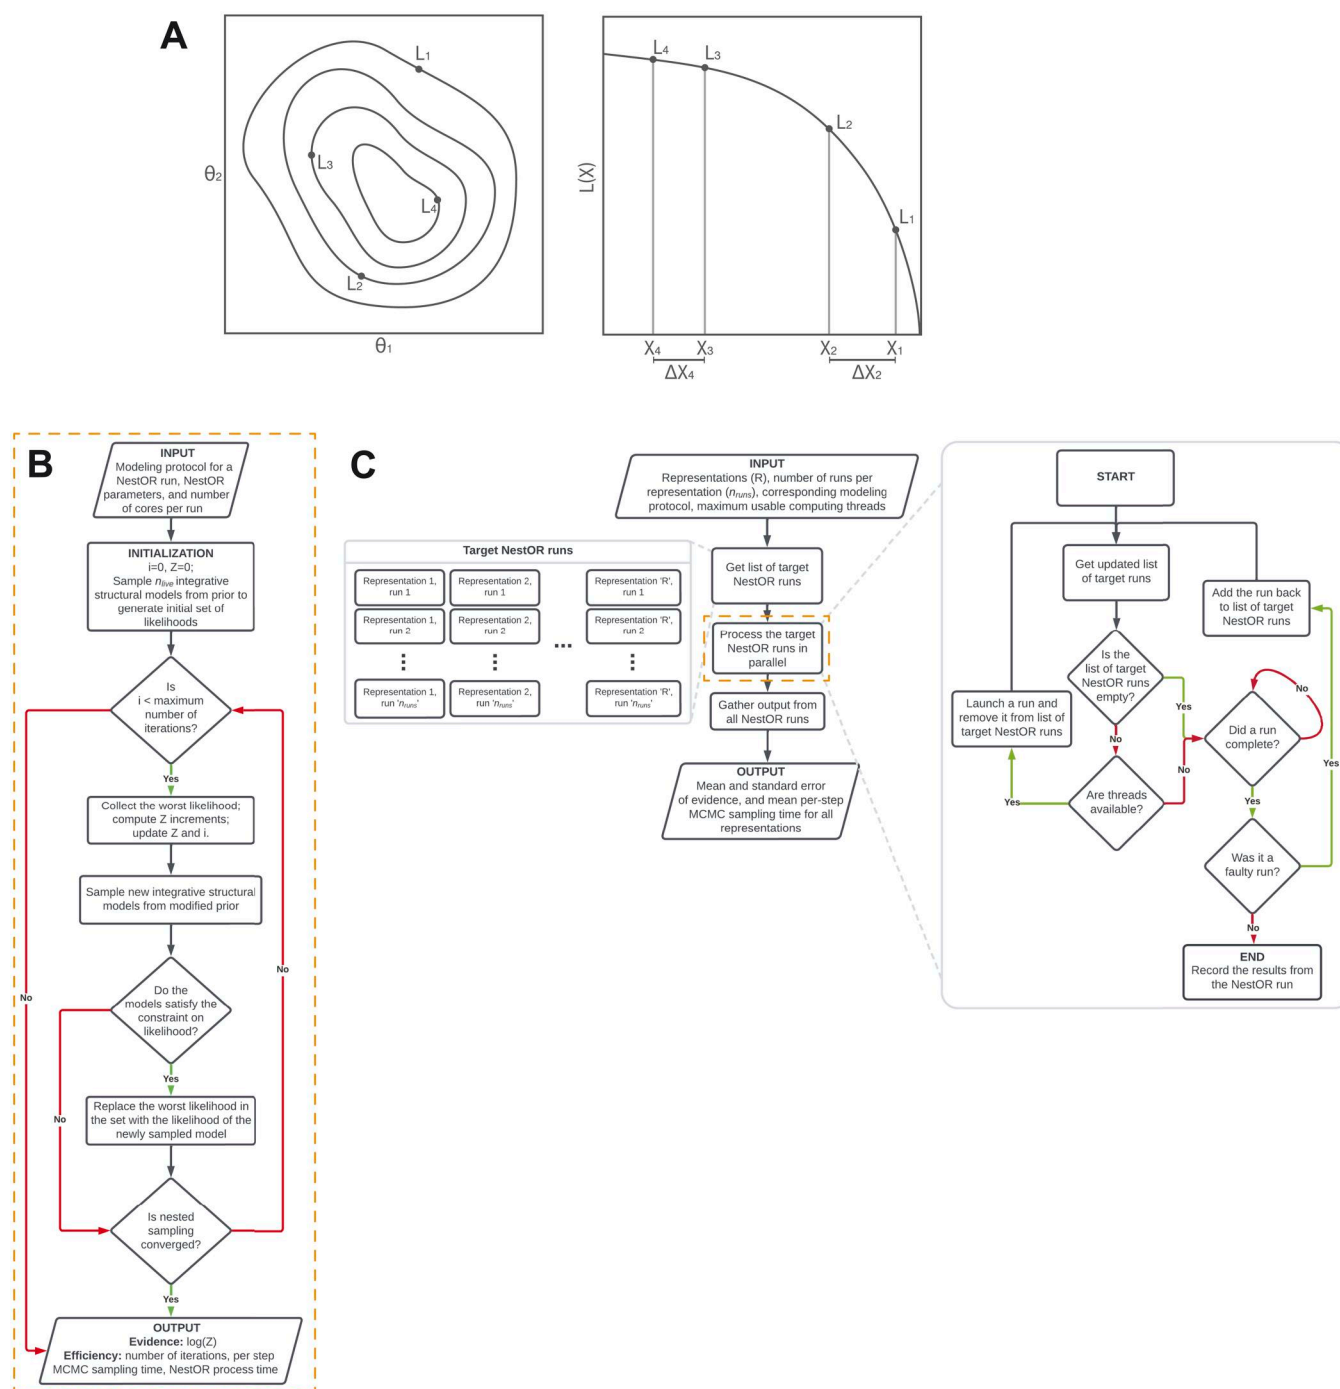 A
L1
L3
L4
L2
θ2
θ1
L4
L3
L2
L1
L(X)
X4
X3
X2
X1
ΔX4
ΔX2
B
INPUT
Modeling protocol for a
NestOR run, NestOR
parameters, and number
of cores per run
INITIALIZATION
i=0, Z=0;
Sample nlive integrative
structural models from prior to
generate initial set of
likelihoods
Is
i < maximum
number of
iterations?
Yes
Collect the worst likelihood;
compute Z increments;
update Z and i.
Sample new integrative structural
models from modified prior
No
No
Do the
models satisfy the
constraint on
likelihood?
Yes
Replace the worst likelihood in
the set with the likelihood of the
newly sampled model
No
Is nested
sampling
converged?
Yes
OUTPUT
Evidence: log(Z)
Efficiency: number of iterations, per step
MCMC sampling time, NestOR process time
C
INPUT
Representations (R), number of runs per
representation (nruns), corresponding modeling
protocol, maximum usable computing threads
Target NestOR runs
Representation 1,
run 1
Representation 2,
run 1
Representation 'R',
run 1
Representation 1,
run 2
Representation 2,
run 2
...
Representation 'R',
run 2
Representation 1,
run 'nruns'
Representation 2,
run 'nruns'
Representation 'R',
run 'nruns'
Get list of target
NestOR runs
Process the target
NestOR runs in
parallel
Gather output from
all NestOR runs
OUTPUT
Mean and standard error
of evidence, and mean per-step
MCMC sampling time for all
representations
START
Get updated list
of target runs
Add the run back
to list of target
NestOR runs
Is the
list of target
NestOR runs
empty?
Yes
No
Launch a run and
remove it from list of
target NestOR runs
Did a run
complete?
No
No
Yes
Are threads
available?
Yes
Yes
Was it a
faulty run?
No
END
Record the results from
the NestOR run